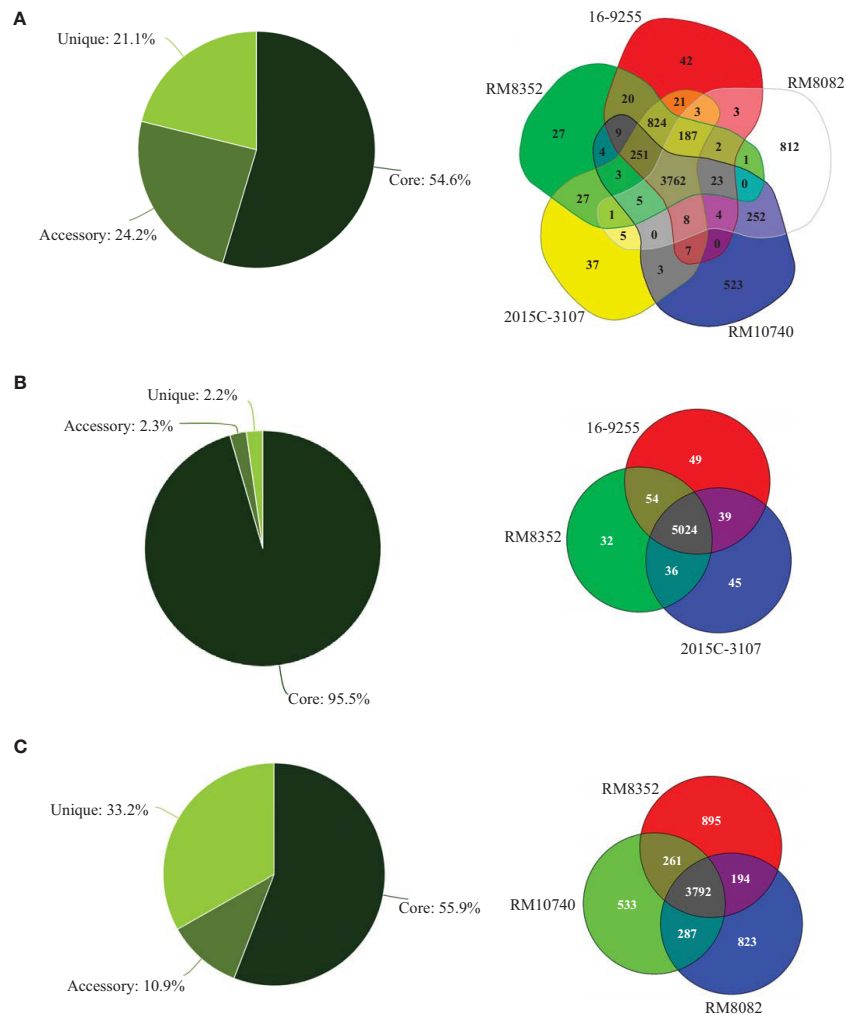 A
Unique: 21.1%
Accessory: 24.2%
Core: 54.6%
16-9255
RM8352
RM8082
2015C-3107
RM10740
42
20
21
3
3
27
824
187
812
9
4
251
2
1
3
3762
23
0
27
5
252
1
8
4
5
0
7
0
37
3
523
B
Unique: 2.2%
Accessory: 2.3%
Core: 95.5%
16-9255
RM8352
2015C-3107
49
54
39
5024
32
36
45
C
Unique: 33.2%
Accessory: 10.9%
Core: 55.9%
RM8352
RM10740
RM8082
895
261
194
3792
533
287
823